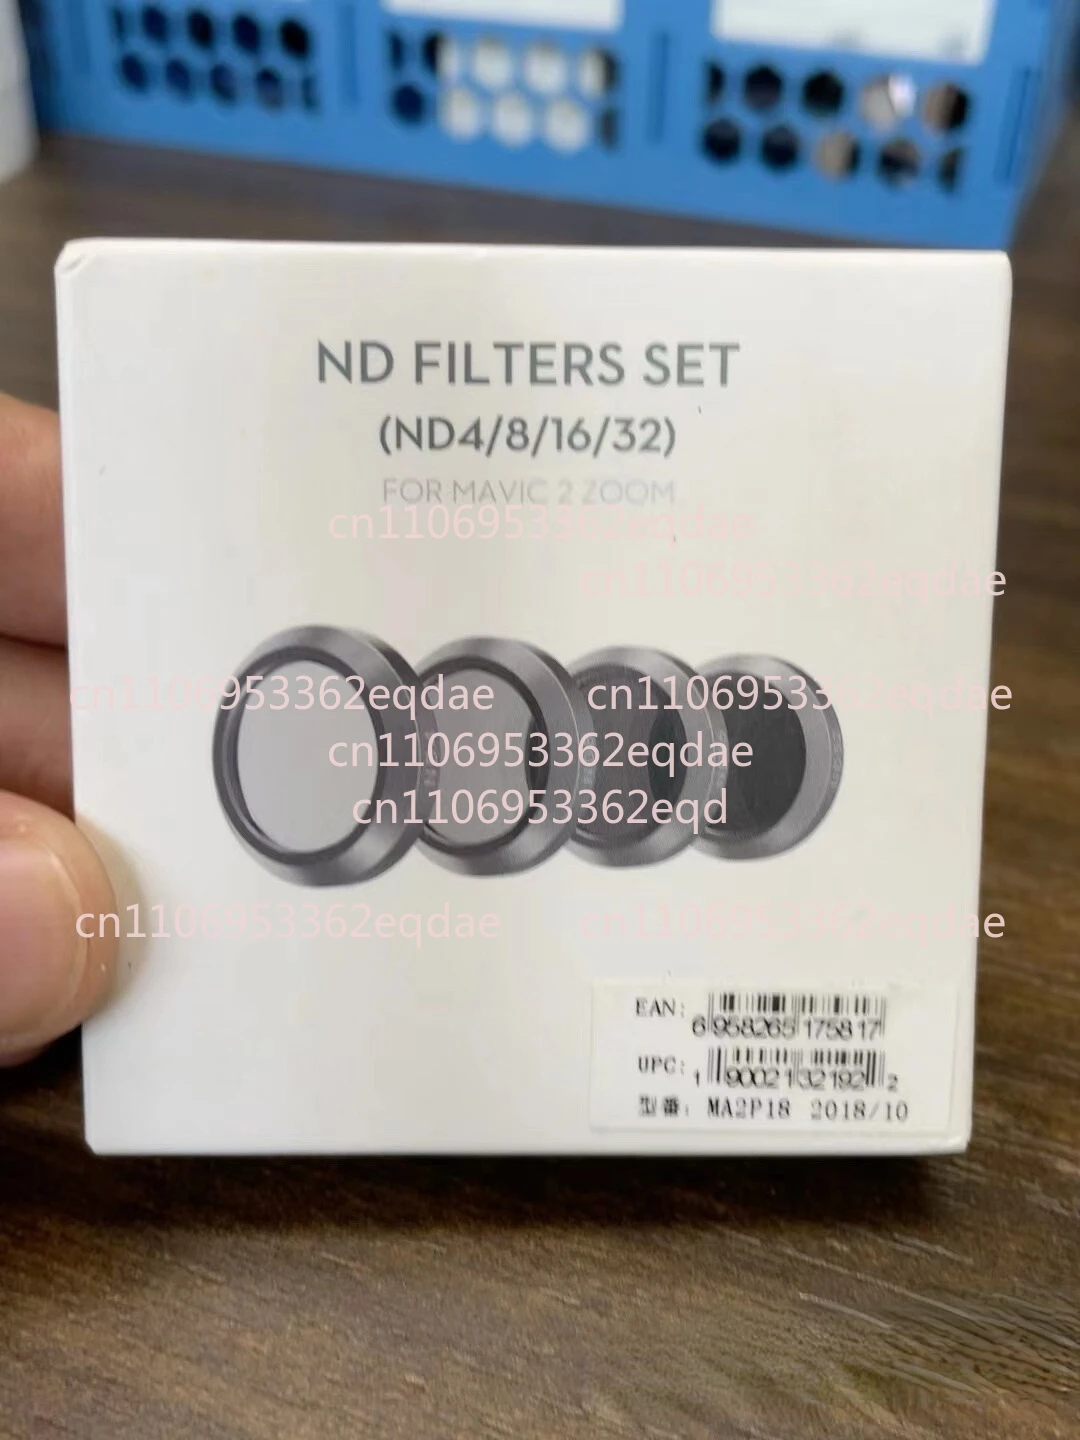 ND FILTERS SET
(ND4/8/16/32)
FOR MAVIC 2 ZOOM
cn1106953362eqdae
cn1106953362eqdae
cn1106953362eqdae
cn1106953362eqdae
cn1106953362eqdae
cn1106953362eqd
cn1106953362eqdae
cn1106953362eqdae
EAN:
6 958265 175817
UPC:
1 90021 32192 2
型番: MA2P18 2018/10